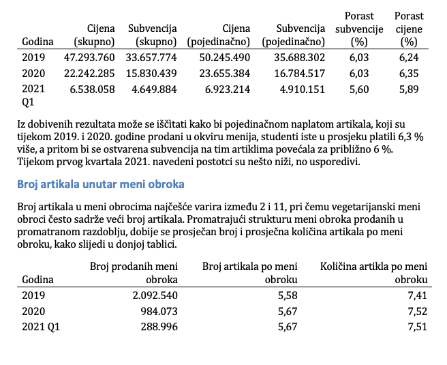 Godina Cijena (skupno) Subvencija (skupno) Cijena (pojedinačno) Subvencija (pojedinačno) Porast subvencije (%) Porast cijene (%)
2019 47.293.760 33.657.774 50.245.490 35.688.302 6,03 6,24
2020 22.242.285 15.830.439 23.655.384 16.784.517 6,03 6,35
2021 Q1 6.538.058 4.649.884 6.923.214 4.910.151 5,60 5,89
Iz dobivenih rezultata može se iščitati kako bi pojedinačnom naplatom artikala, koji su
tijekom 2019. i 2020. godine prodani u okviru menija, studenti iste u prosjeku platili 6,3 %
više, a pritom bi se ostvarena subvencija na tim artiklima povećala za približno 6 %.
Tijekom prvog kvartala 2021. navedeni postotci su nešto niži, no usporedivi.
Broj artikala unutar meni obroka
Broj artikala u meni obrocima najčešće varira između 2 i 11, pri čemu vegetarijanski meni
obroci često sadrže veći broj artikala. Promatrajući strukturu meni obroka prodanih u
promatranom razdoblju, dobije se prosječan broj i prosječna količina artikala po meni
obroku, kako slijedi u donjoj tablici.
Godina Broj prodanih meni obroka Broj artikala po meni obroku Količina artikla po meni obroku
2019 2.092.540 5,58 7,41
2020 984.073 5,67 7,52
2021 Q1 288.996 5,67 7,51